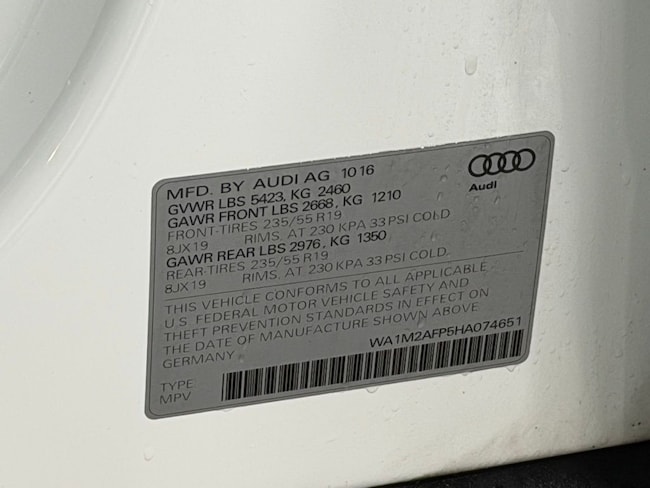 MFD. BY AUDI AG 1016
Audi
GVWR LBS 5423, KG 2460
GAWR FRONT LBS 2668, KG 1210
FRONT-TIRES 235/55 R19
8JX19 RIMS. AT 230 KPA 33 PSI COLD
GAWR REAR LBS 2976, KG 1350
REAR-TIRES 235/55 R19
8JX19 RIMS. AT 230 KPA 33 PSI COLD.
THIS VEHICLE CONFORMS TO ALL APPLICABLE
U.S. FEDERAL MOTOR VEHICLE SAFETY AND
THEFT PREVENTION STANDARDS IN EFFECT ON
THE DATE OF MANUFACTURE SHOWN ABOVE
GERMANY
WA1M2AFP5HA074651
TYPE
MPV